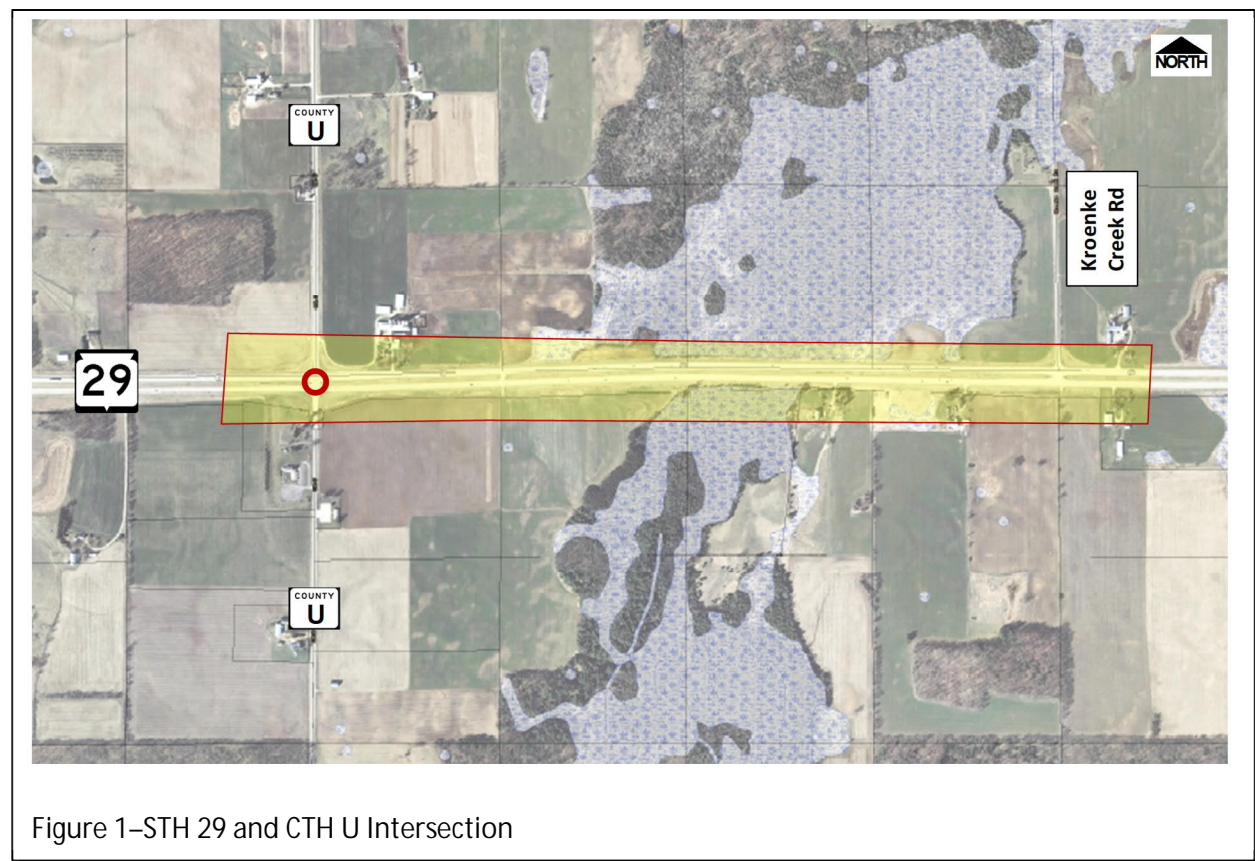 NORTH
COUNTY
U
Kroenke
Creek Rd
29
COUNTY
U
Figure 1–STH 29 and CTH U Intersection